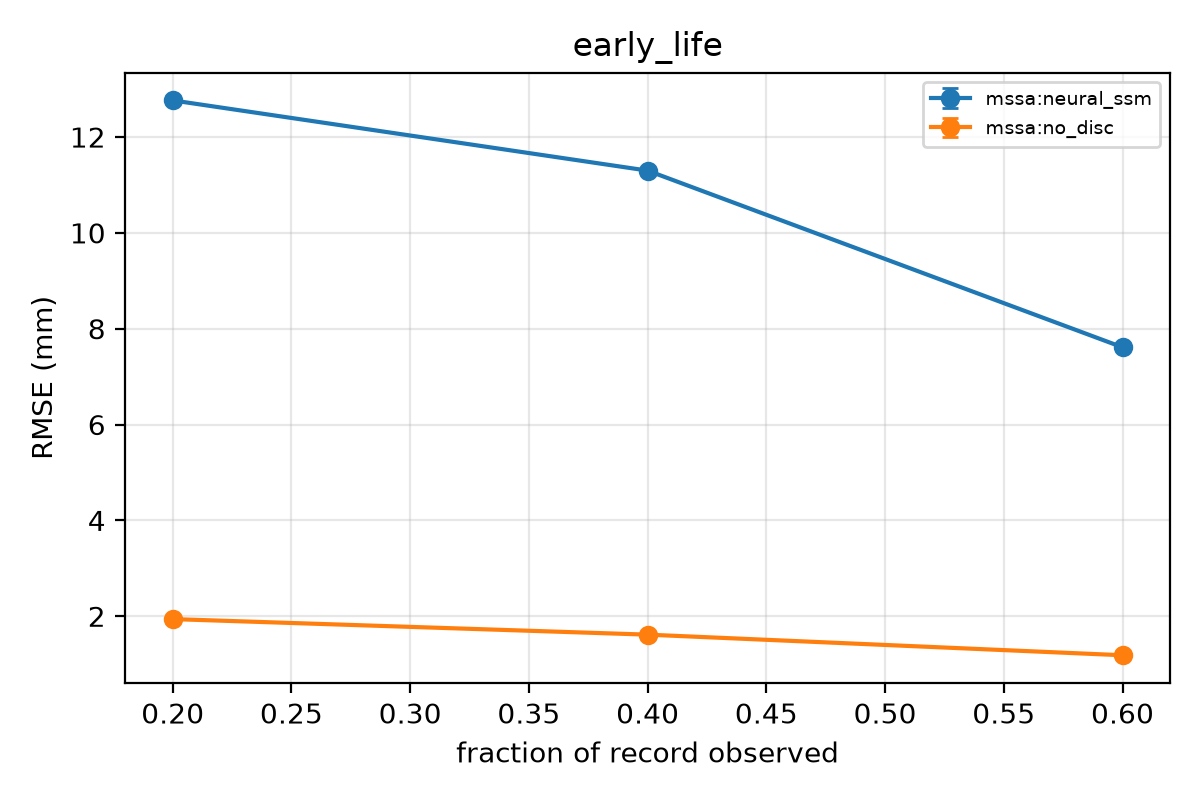 early_life
mssa:neural_ssm
mssa:no_disc
RMSE (mm)
12
10
8
6
4
2
0.20 0.25 0.30 0.35 0.40 0.45 0.50 0.55 0.60
fraction of record observed